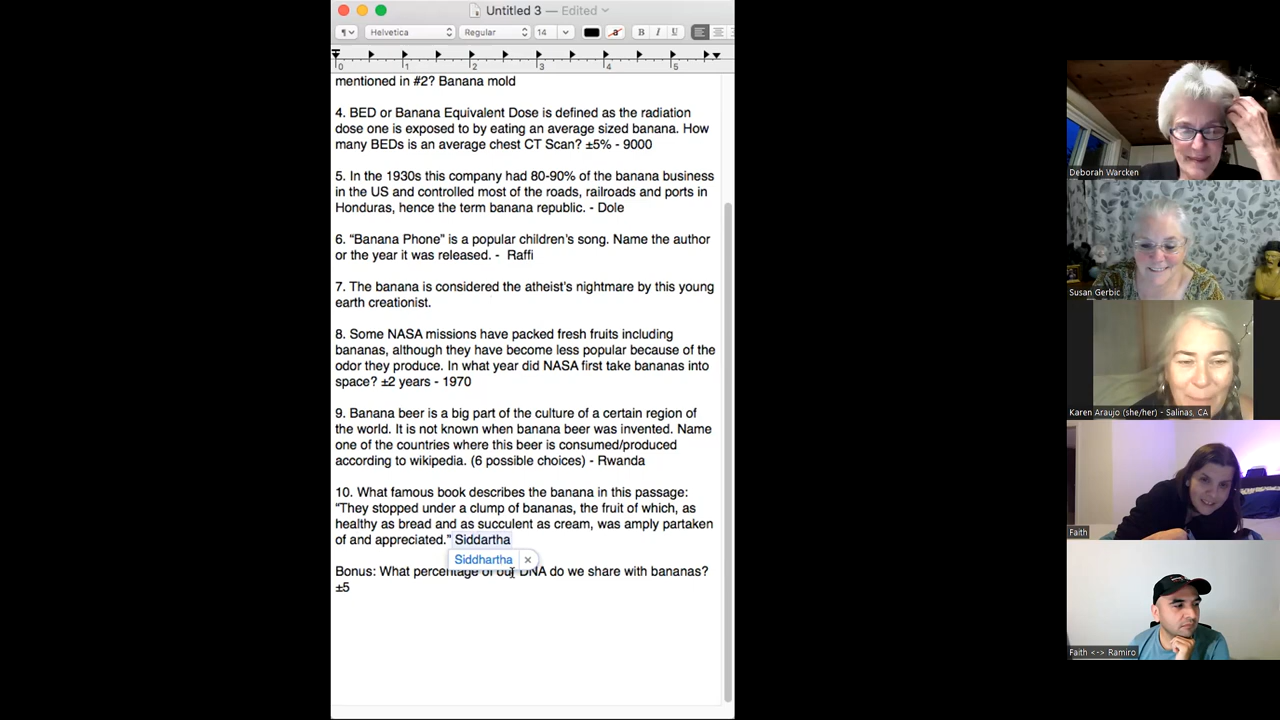 Untitled 3 — Edited
¶ Helvetica Regular 14 a B I U
0 1 2 3 4 5
mentioned in #2? Banana mold
4. BED or Banana Equivalent Dose is defined as the radiation
dose one is exposed to by eating an average sized banana. How
many BEDs is an average chest CT Scan? ±5% - 9000
5. In the 1930s this company had 80-90% of the banana business
in the US and controlled most of the roads, railroads and ports in
Honduras, hence the term banana republic. - Dole
6. “Banana Phone” is a popular children’s song. Name the author
or the year it was released. - Raffi
7. The banana is considered the atheist’s nightmare by this young
earth creationist.
8. Some NASA missions have packed fresh fruits including
bananas, although they have become less popular because of the
odor they produce. In what year did NASA first take bananas into
space? ±2 years - 1970
9. Banana beer is a big part of the culture of a certain region of
the world. It is not known when banana beer was invented. Name
one of the countries where this beer is consumed/produced
according to wikipedia. (6 possible choices) - Rwanda
10. What famous book describes the banana in this passage:
“They stopped under a clump of bananas, the fruit of which, as
healthy as bread and as succulent as cream, was amply partaken
of and appreciated.” Siddartha
Siddhartha ×
Bonus: What percentage of our DNA do we share with bananas?
±5
Deborah Warcken
Susan Gerbic
Karen Araujo (she/her) - Salinas, CA
Faith
Faith <-> Ramiro